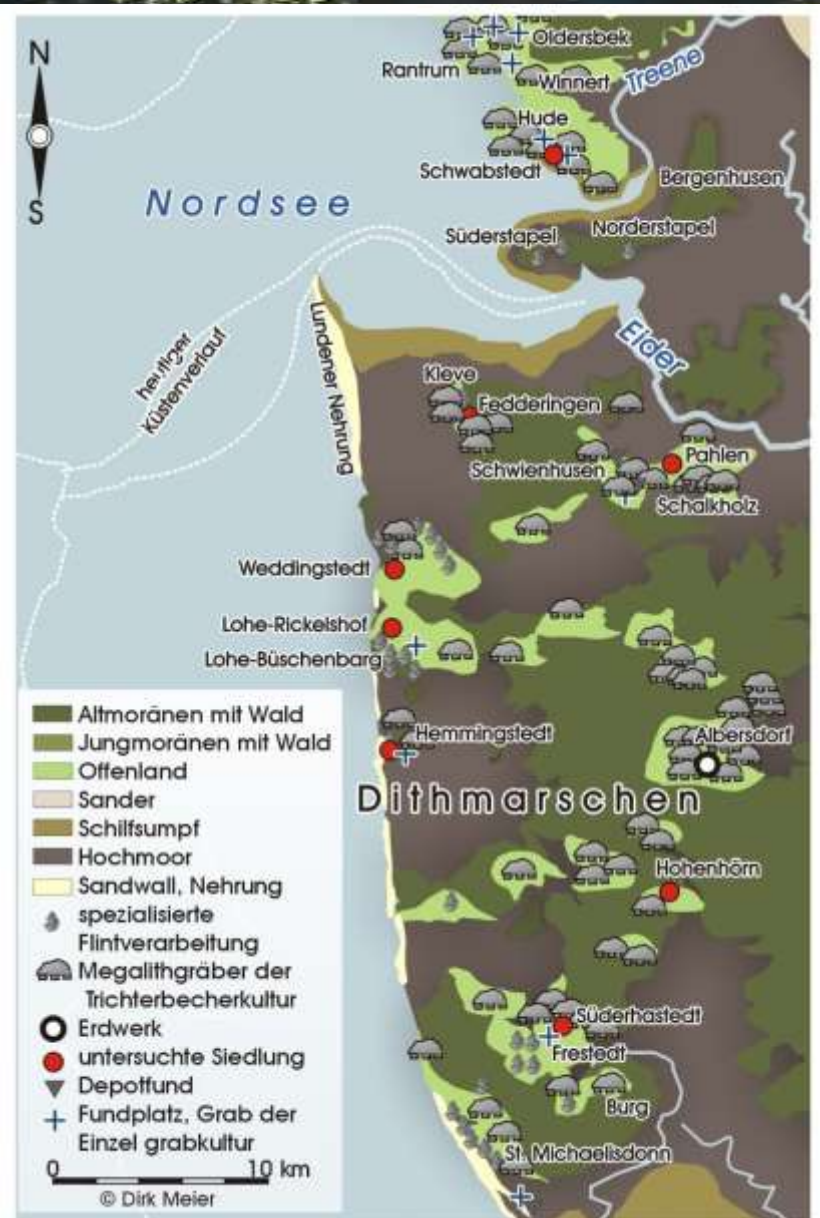 N
S
Nordsee
Oldersbek
Rantrum
Winnert
Treene
Hude
Schwabstedt
Bergenhusen
Süderstapel
Norderstapel
heutiger
Küstenverlauf
Lundener Nehrung
Eider
Kleve
Fedderingen
Schwienhusen
Pahlen
Schalkholz
Weddingstedt
Lohe-Rickelshof
Lohe-Büschenbarg
Hemmingstedt
Albersdorf
Dithmarschen
Hohenhörn
Süderhastedt
Frestedt
Burg
St. Michaelisdonn
Altmoränen mit Wald
Jungmoränen mit Wald
Offenland
Sander
Schilfsumpf
Hochmoor
Sandwall, Nehrung
spezialisierte
Flintverarbeitung
Megalithgräber der
Trichterbecherkultur
Erdwerk
untersuchte Siedlung
Depotfund
Fundplatz, Grab der
Einzel grabkultur
0 10 km
© Dirk Meier